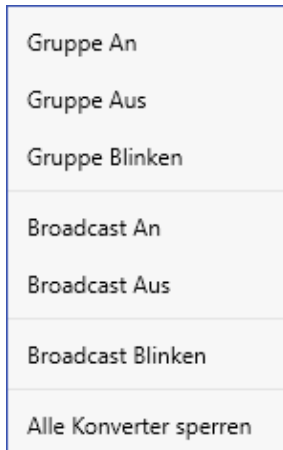 Gruppe An
Gruppe Aus
Gruppe Blinken
Broadcast An
Broadcast Aus
Broadcast Blinken
Alle Konverter sperren